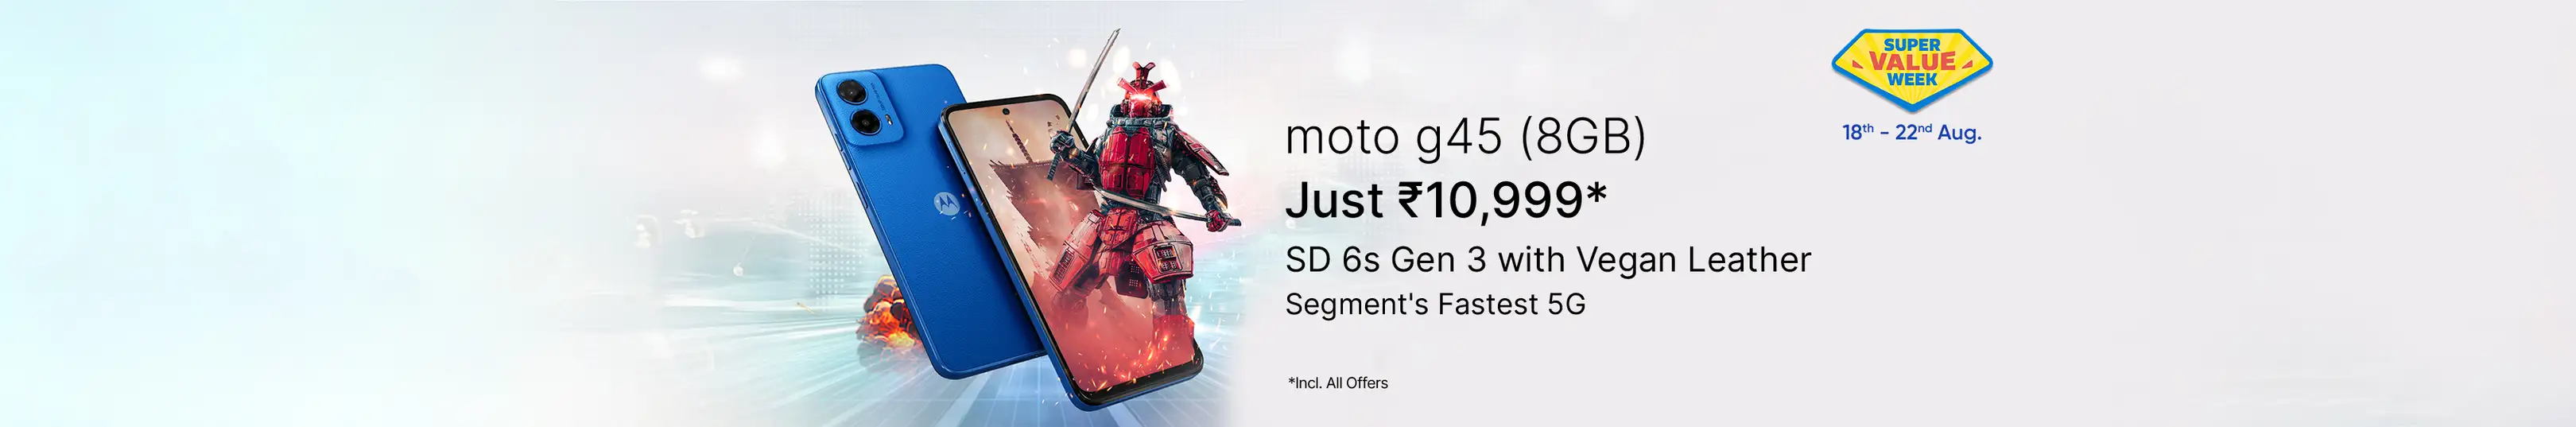 moto g45 (8GB)
Just ₹10,999*
SD 6s Gen 3 with Vegan Leather
Segment's Fastest 5G
*Incl. All Offers
SUPER
VALUE
WEEK
18th - 22nd Aug.